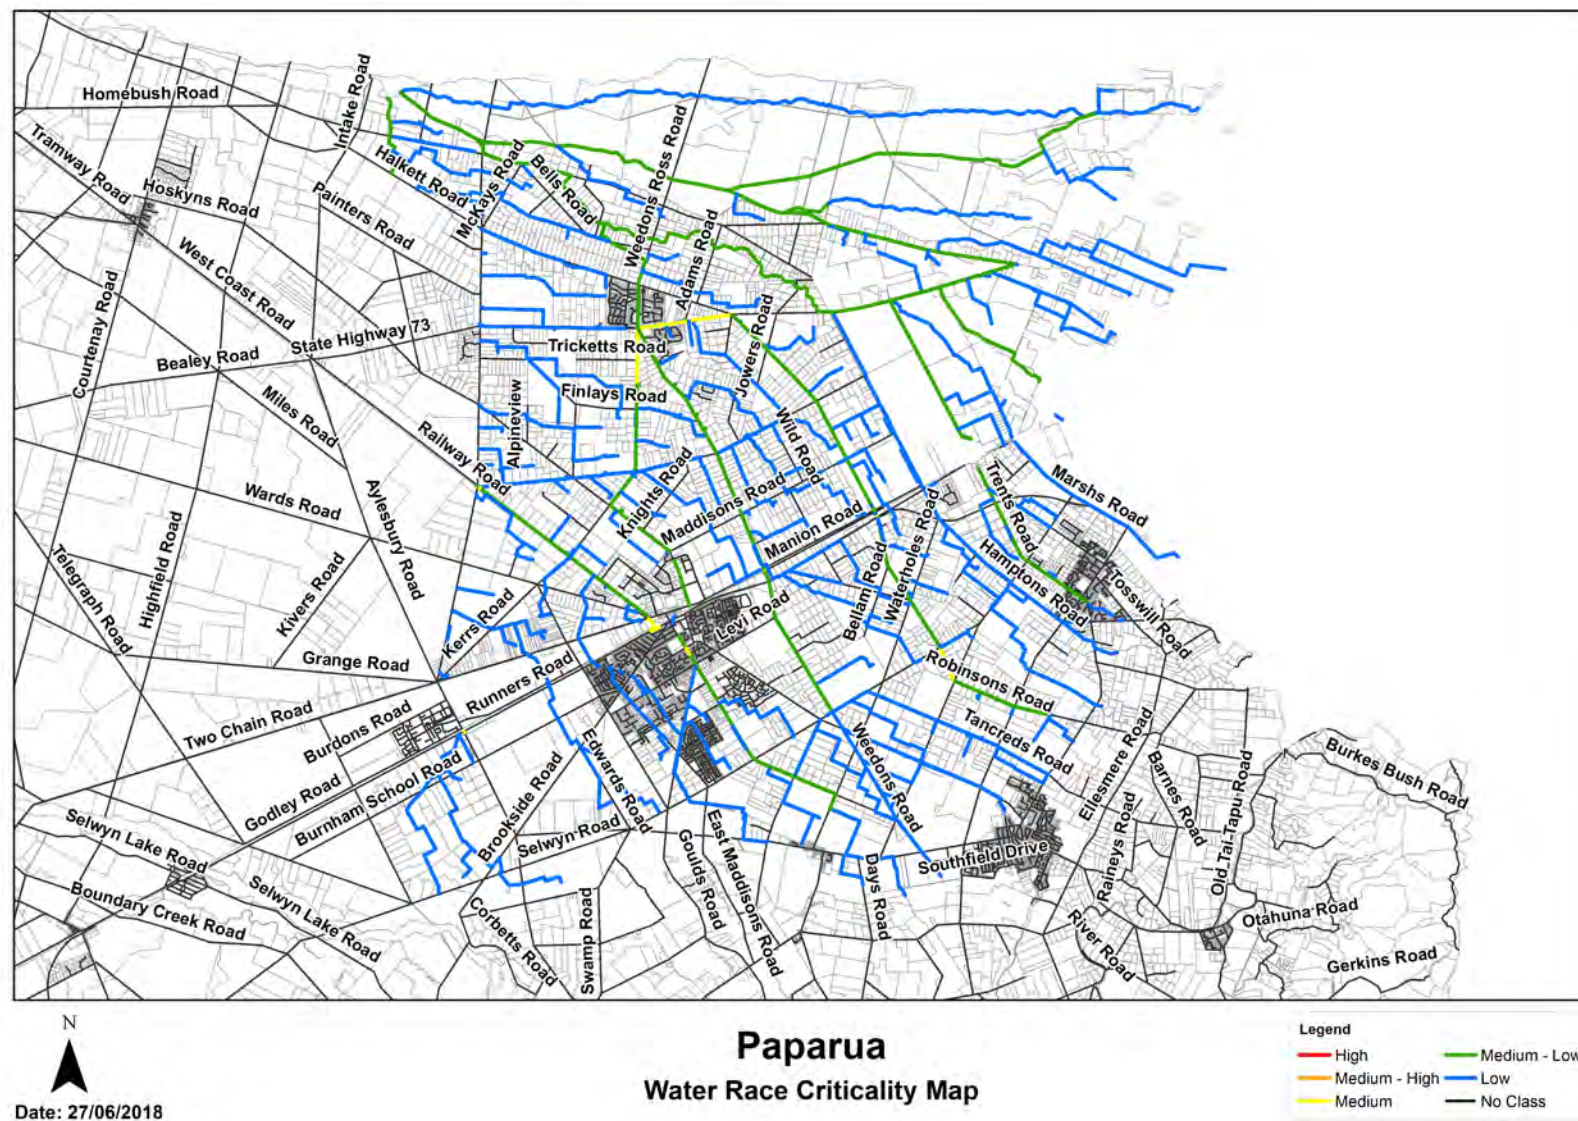 Homebush Road
Intake Road
Tramway Road
Hoskyns Road
Halkett Road
Painters Road
McKays Road
Bells Road
Weedons Ross Road
Adams Road
West Coast Road
Courtenay Road
State Highway 73
Bealey Road
Tricketts Road
Jowers Road
Finlays Road
Alpineview
Miles Road
Railway Road
Wild Road
Knights Road
Maddisons Road
Manion Road
Wards Road
Aylesbury Road
Highfield Road
Telegraph Road
Kivers Road
Kerrs Road
Grange Road
Trents Road
Marshs Road
Waterholes Road
Bellam Road
Hamptons Road
Tosswill Road
Levi Road
Robinsons Road
Runners Road
Two Chain Road
Burdons Road
Tancreds Road
Weedons Road
Ellesmere Road
Barnes Road
Old Tai-Tapu Road
Burkes Bush Road
Edwards Road
Godley Road
Burnham School Road
Brookside Road
Selwyn Road
Selwyn Lake Road
Selwyn Lake Road
Boundary Creek Road
Corbetts Road
Swamp Road
Goulds Road
East Maddisons Road
Days Road
Southfield Drive
Raineys Road
River Road
Otahuna Road
Gerkins Road
N
Date: 27/06/2018
Paparua
Water Race Criticality Map
Legend
High
Medium - High
Medium
Medium - Low
Low
No Class